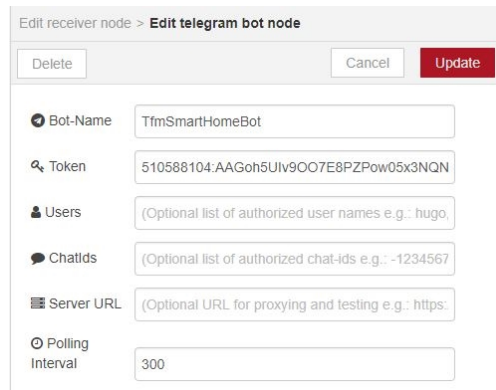 Edit receiver node > Edit telegram bot node
Delete Cancel Update
Bot-Name TfmSmartHomeBot
Token 510588104:AAGoh5UIv9OO7E8PZPow05x3NQN
Users (Optional list of authorized user names e.g.: hugo,
ChatIds (Optional list of authorized chat-ids e.g.: -1234567
Server URL (Optional URL for proxying and testing e.g.: https:
Polling
Interval 300